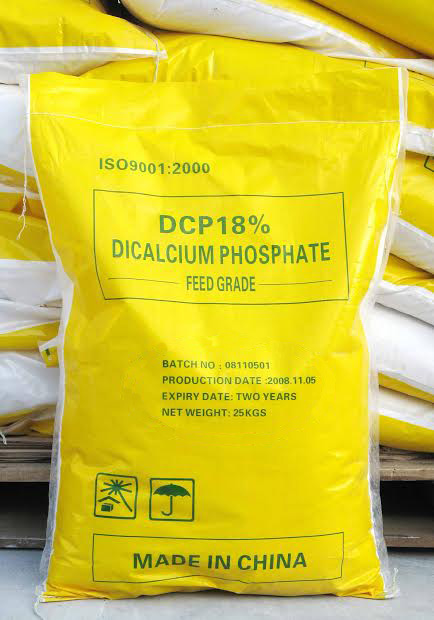 ISO9001:2000
DCP18%
DICALCIUM PHOSPHATE
FEED GRADE
BATCH NO : 08110501
PRODUCTION DATE :2008.11.05
EXPIRY DATE: TWO YEARS
NET WEIGHT: 25KGS
MADE IN CHINA